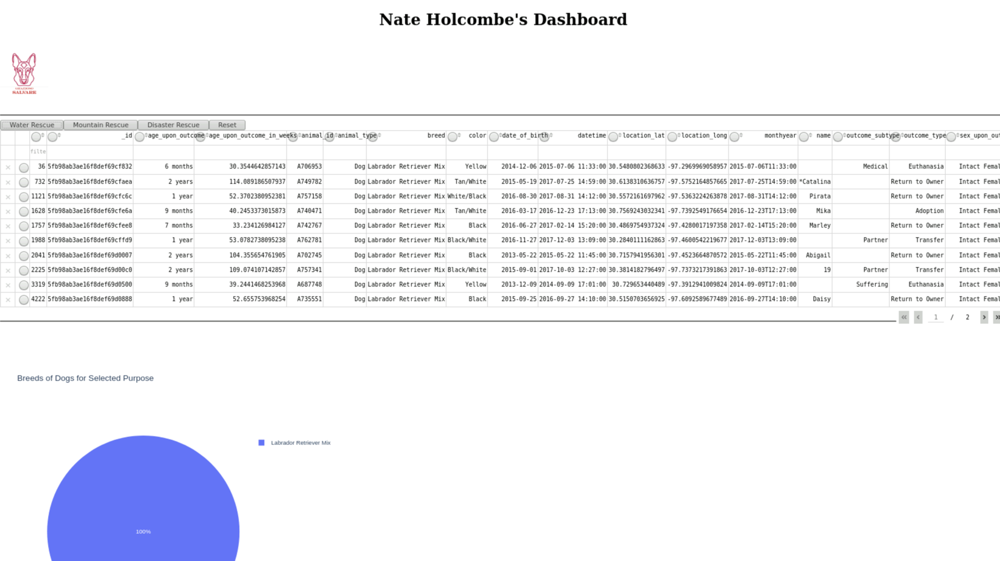 Nate Holcombe's Dashboard
GRAZIOSO
SALVARE
Water Rescue Mountain Rescue Disaster Rescue Reset
_id age_upon_outcome age_upon_outcome_in_weeks animal_id animal_type breed color date_of_birth datetime location_lat location_long monthyear name outcome_subtype outcome_type sex_upon_out
filte
36 5fb98ab3ae16f8def69cf832 6 months 30.3544642857143 A706953 Dog Labrador Retriever Mix Yellow 2014-12-06 2015-07-06 11:33:00 30.5480802368633 -97.2969969058957 2015-07-06T11:33:00 Medical Euthanasia Intact Femal
732 5fb98ab3ae16f8def69cfaea 2 years 114.089186507937 A749782 Dog Labrador Retriever Mix Tan/White 2015-05-19 2017-07-25 14:59:00 30.6138310636757 -97.5752164857665 2017-07-25T14:59:00 *Catalina Return to Owner Intact Femal
1121 5fb98ab3ae16f8def69cfc6c 1 year 52.3702380952381 A757158 Dog Labrador Retriever Mix White/Black 2016-08-30 2017-08-31 14:12:00 30.5572161697962 -97.5363224263878 2017-08-31T14:12:00 Pirata Return to Owner Intact Femal
1628 5fb98ab3ae16f8def69cfe6a 9 months 40.2453373015873 A740471 Dog Labrador Retriever Mix Tan/White 2016-03-17 2016-12-23 17:13:00 30.7569243032341 -97.7392549176654 2016-12-23T17:13:00 Mika Adoption Intact Femal
1757 5fb98ab3ae16f8def69cfee8 7 months 33.234126984127 A742767 Dog Labrador Retriever Mix Black 2016-06-27 2017-02-14 15:20:00 30.4869754937324 -97.4280017197358 2017-02-14T15:20:00 Marley Return to Owner Intact Femal
1988 5fb98ab3ae16f8def69cffd9 1 year 53.0782738095238 A762781 Dog Labrador Retriever Mix Black/White 2016-11-27 2017-12-03 13:09:00 30.2840111162863 -97.4600542219677 2017-12-03T13:09:00 Partner Transfer Intact Femal
2041 5fb98ab3ae16f8def69d0007 2 years 104.355654761905 A702745 Dog Labrador Retriever Mix Black 2013-05-22 2015-05-22 11:45:00 30.7157941956301 -97.4523664870572 2015-05-22T11:45:00 Abigail Return to Owner Intact Femal
2225 5fb98ab3ae16f8def69d00c0 2 years 109.074107142857 A757341 Dog Labrador Retriever Mix Black/White 2015-09-01 2017-10-03 12:27:00 30.3814182796497 -97.7373217391863 2017-10-03T12:27:00 19 Partner Transfer Intact Femal
3319 5fb98ab3ae16f8def69d0500 9 months 39.2441468253968 A687748 Dog Labrador Retriever Mix Yellow 2013-12-09 2014-09-09 17:01:00 30.729653440489 -97.3912941009824 2014-09-09T17:01:00 Suffering Euthanasia Intact Femal
4222 5fb98ab3ae16f8def69d0888 1 year 52.655753968254 A735551 Dog Labrador Retriever Mix Black 2015-09-25 2016-09-27 14:10:00 30.5150703656925 -97.6092589677489 2016-09-27T14:10:00 Daisy Return to Owner Intact Femal
1 / 2
Breeds of Dogs for Selected Purpose
Labrador Retriever Mix
100%